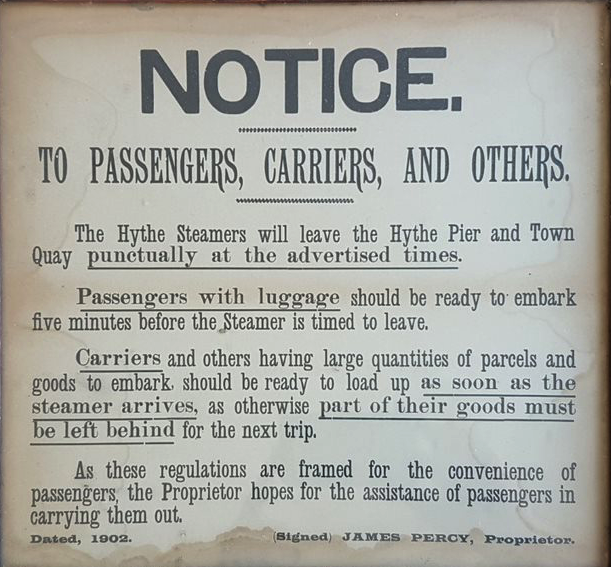 NOTICE.
TO PASSENGERS, CARRIERS, AND OTHERS.
The Hythe Steamers will leave the Hythe Pier and Town
Quay punctually at the advertised times.
Passengers with luggage should be ready to embark
five minutes before the Steamer is timed to leave.
Carriers and others having large quantities of parcels and
goods to embark should be ready to load up as soon as the
steamer arrives, as otherwise part of their goods must
be left behind for the next trip.
As these regulations are framed for the convenience of
passengers, the Proprietor hopes for the assistance of passengers in
carrying them out.
Dated, 1902. (Signed) JAMES PERCY, Proprietor.